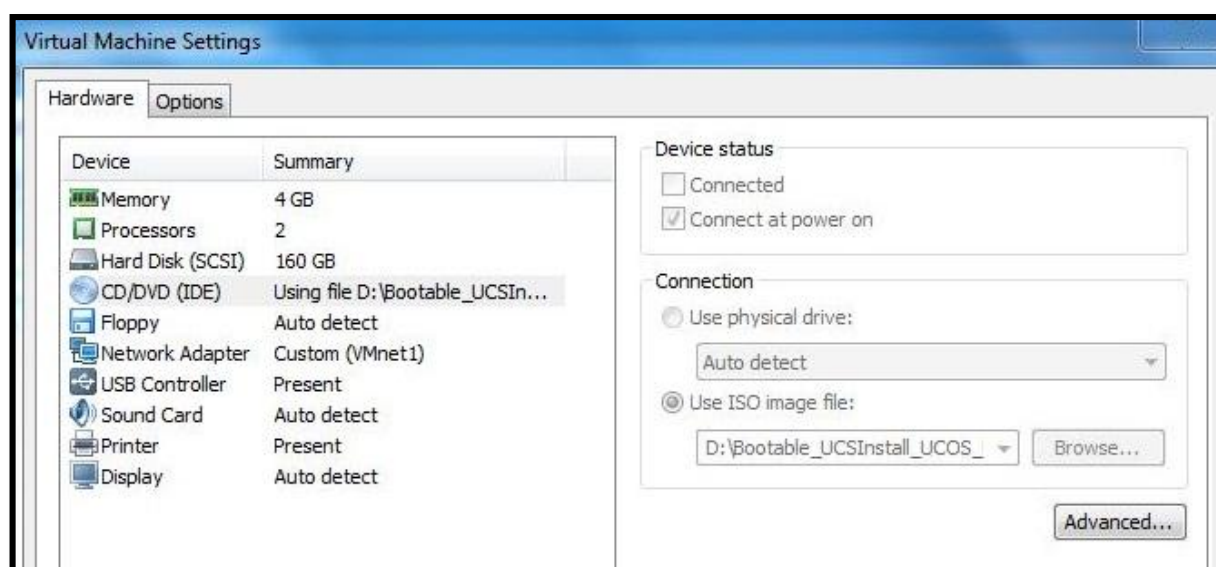 Virtual Machine Settings
Hardware Options
Device Summary
Memory 4 GB
Processors 2
Hard Disk (SCSI) 160 GB
CD/DVD (IDE) Using file D:\Bootable_UCSIn...
Floppy Auto detect
Network Adapter Custom (VMnet1)
USB Controller Present
Sound Card Auto detect
Printer Present
Display Auto detect
Device status
Connected
Connect at power on
Connection
Use physical drive:
Auto detect
Use ISO image file:
D:\Bootable_UCSInstall_UCOS_ Browse...
Advanced...